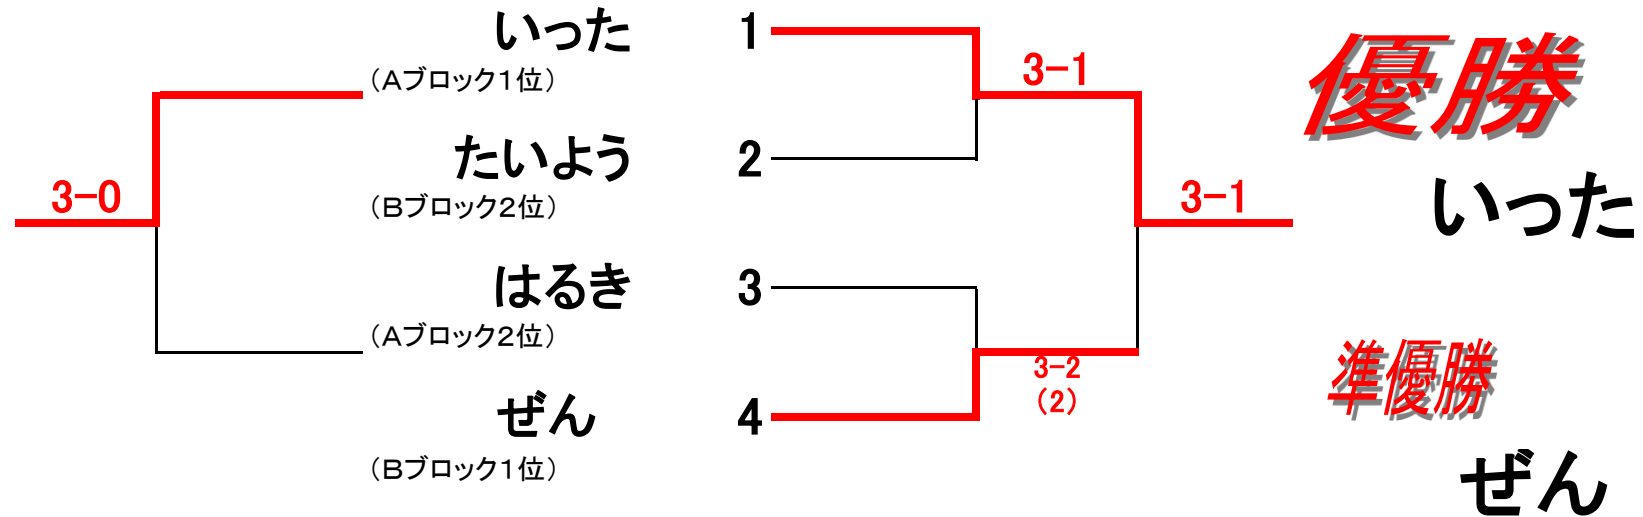 いった 1
(Aブロック1位)
3-1
優勝
たいよう 2
(Bブロック2位)
3-0
3-1
いった
はるき 3
(Aブロック2位)
3-2
(2)
準優勝
ぜん 4
(Bブロック1位)
ぜん